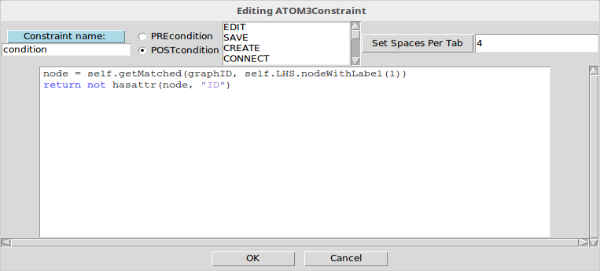 Editing ATOM3Constraint
Constraint name:
condition
PREcondition
POSTcondition
EDIT
SAVE
CREATE
CONNECT
Set Spaces Per Tab
4
node = self.getMatched(graphID, self.LHS.nodeWithLabel(1))
return not hasattr(node, "ID")
OK
Cancel